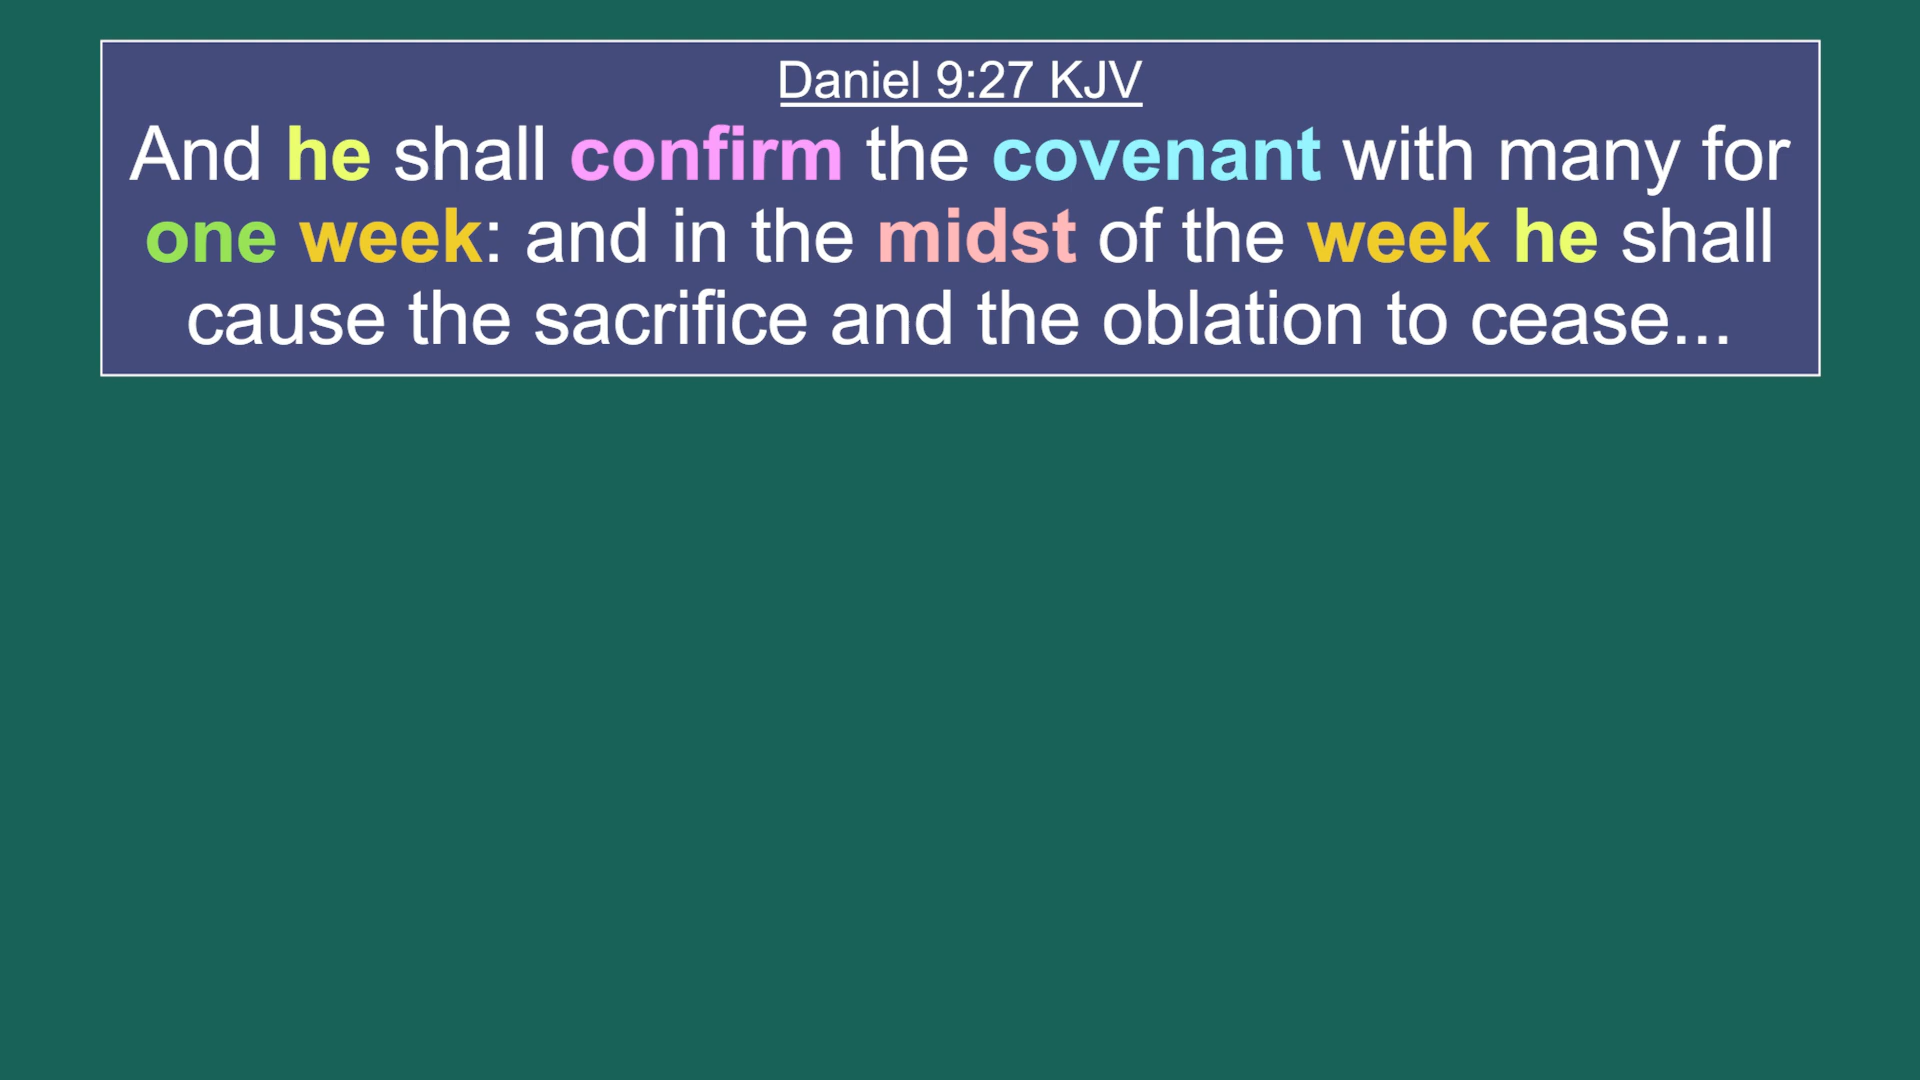 Daniel 9:27 KJV
And he shall confirm the covenant with many for
one week: and in the midst of the week he shall
cause the sacrifice and the oblation to cease...